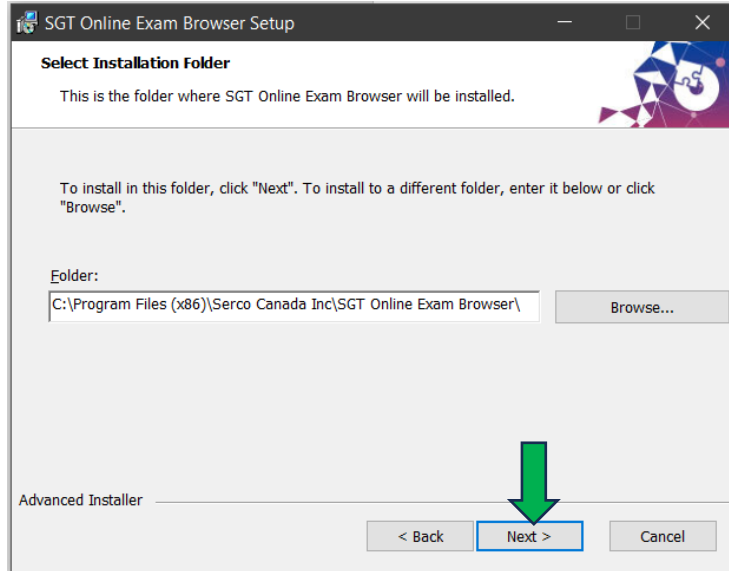 SGT Online Exam Browser Setup
Select Installation Folder
This is the folder where SGT Online Exam Browser will be installed.
To install in this folder, click "Next". To install to a different folder, enter it below or click
"Browse".
Folder:
C:\Program Files (x86)\Serco Canada Inc\SGT Online Exam Browser\
Browse...
Advanced Installer
< Back
Next >
Cancel